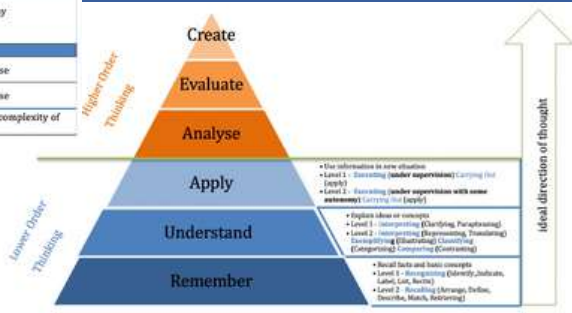 se
se
complexity of
Create
Evaluate
Analyse
Apply
Understand
Remember
Higher Order
Thinking
Lower Order
Thinking
• Use information in new situation
• Level 1 - Executing (under supervision) Carrying Out
(apply)
• Level 2 - Executing (under supervision with some
autonomy) Carrying Out (apply)
• Explain ideas or concepts
• Level 1 - Interpreting (Clarifying, Paraphrasing)
• Level 2 - Interpreting (Representing, Translating)
Exemplifying (Illustrating) Classifying
(Categorizing) Comparing (Contrasting)
• Recall facts and basic concepts
• Level 1 - Recognizing (Identify, Indicate,
Label, List, Recite)
• Level 2 - Recalling (Arrange, Define,
Describe, Match, Retrieving)
ideal direction of thought